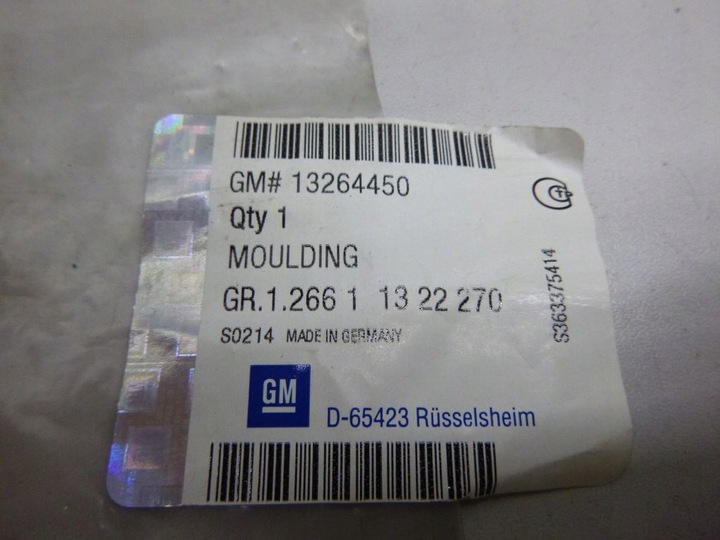 GM# 13264450
Qty 1
MOULDING
GR.1.266 1 13 22 270
S0214 MADE IN GERMANY
GM
D-65423 Rüsselsheim
S363375414